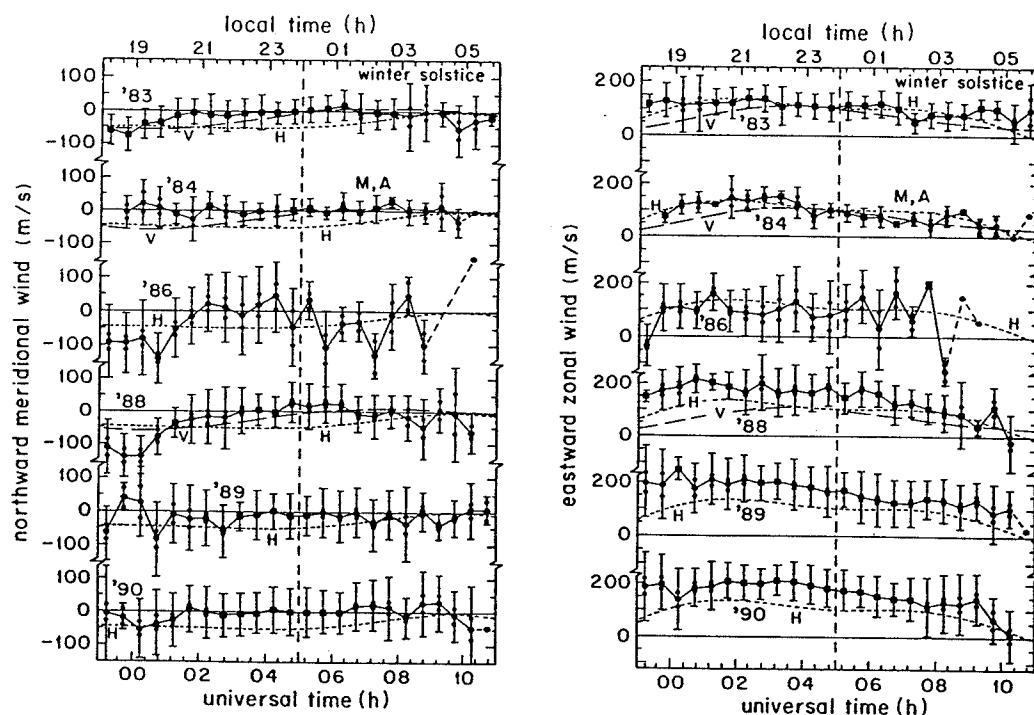 local time (h)
19 21 23 01 03 05
winter solstice
northward meridional wind (m/s)
100
0
-100
'83
V
H
100
0
-100
'84
M,A
V
H
100
0
-100
'86
H
100
0
-100
'88
V
H
100
0
-100
'89
H
100
0
-100
'90
H
00 02 04 06 08 10
universal time (h)
local time (h)
19 21 23 01 03 05
winter solstice
eastward zonal wind (m/s)
200
0
H
V
'83
200
0
H
M,A
V
'84
200
0
'86
H
200
0
H
V
'88
200
0
H
'89
200
0
'90
H
00 02 04 06 08 10
universal time (h)